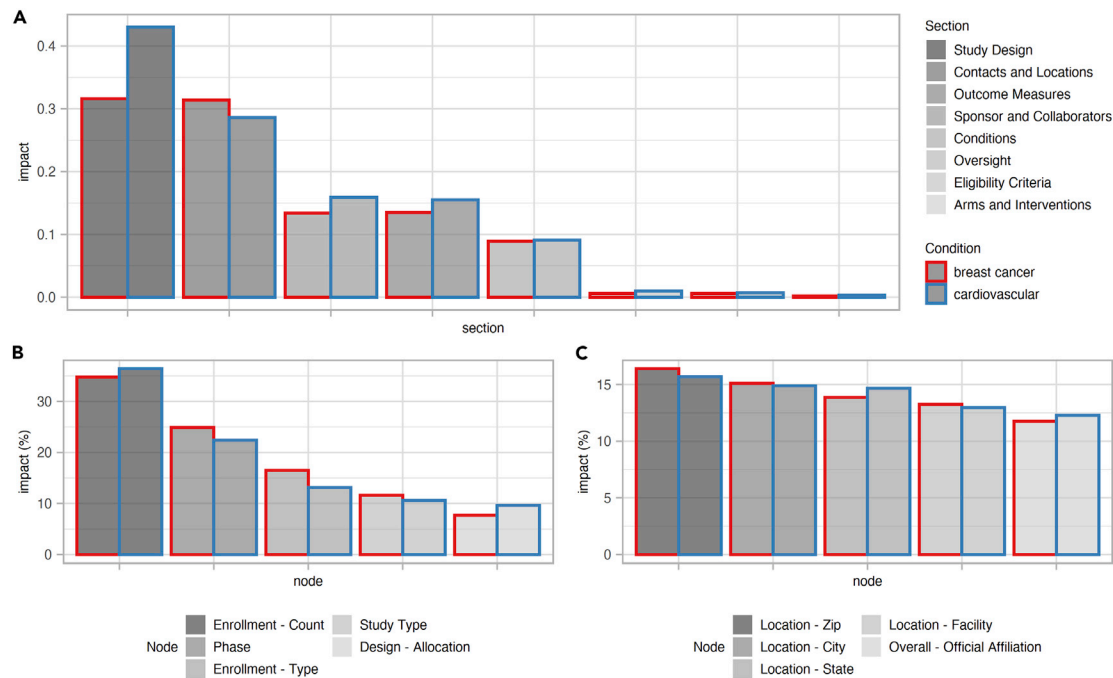 A
0.4
0.3
0.2
0.1
0.0
impact
section
Section
Study Design
Contacts and Locations
Outcome Measures
Sponsor and Collaborators
Conditions
Oversight
Eligibility Criteria
Arms and Interventions
Condition
breast cancer
cardiovascular
B
30
20
10
0
impact (%)
node
Node
Enrollment - Count
Phase
Enrollment - Type
Study Type
Design - Allocation
C
15
10
5
0
impact (%)
node
Node
Location - Zip
Location - City
Location - State
Location - Facility
Overall - Official Affiliation